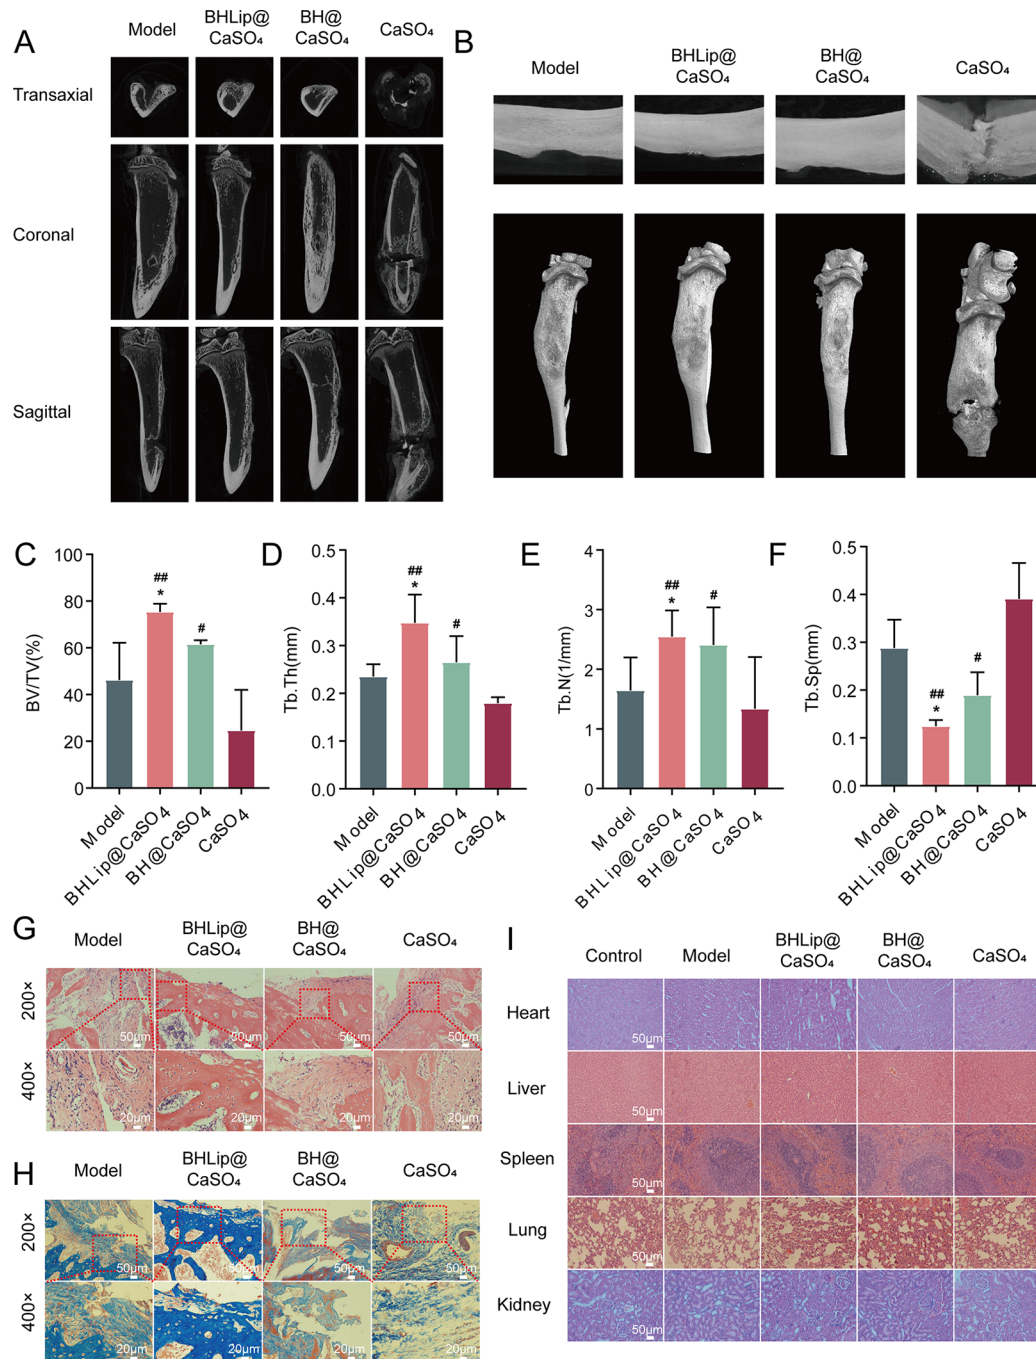 A
Model
BHLip@
CaSO₄
BH@
CaSO₄
CaSO₄
Transaxial
Coronal
Sagittal
B
Model
BHLip@
CaSO₄
BH@
CaSO₄
CaSO₄
C
BV/TV(%)
100
80
60
40
20
0
##
*
#
Model
BHLip@CaSO₄
BH@CaSO₄
CaSO₄
D
Tb.Th(mm)
0.5
0.4
0.3
0.2
0.1
0.0
##
*
#
Model
BHLip@CaSO₄
BH@CaSO₄
CaSO₄
E
Tb.N(1/mm)
4
3
2
1
0
##
*
#
Model
BHLip@CaSO₄
BH@CaSO₄
CaSO₄
F
Tb.Sp(mm)
0.5
0.4
0.3
0.2
0.1
0.0
##
*
#
Model
BHLip@CaSO₄
BH@CaSO₄
CaSO₄
G
Model
BHLip@
CaSO₄
BH@
CaSO₄
CaSO₄
200×
50μm
50μm
50μm
50μm
400×
20μm
20μm
20μm
20μm
H
Model
BHLip@
CaSO₄
BH@
CaSO₄
CaSO₄
200×
50μm
50μm
50μm
50μm
400×
20μm
20μm
20μm
20μm
I
Control
Model
BHLip@
CaSO₄
BH@
CaSO₄
CaSO₄
Heart
50μm
Liver
50μm
Spleen
50μm
Lung
50μm
Kidney
50μm